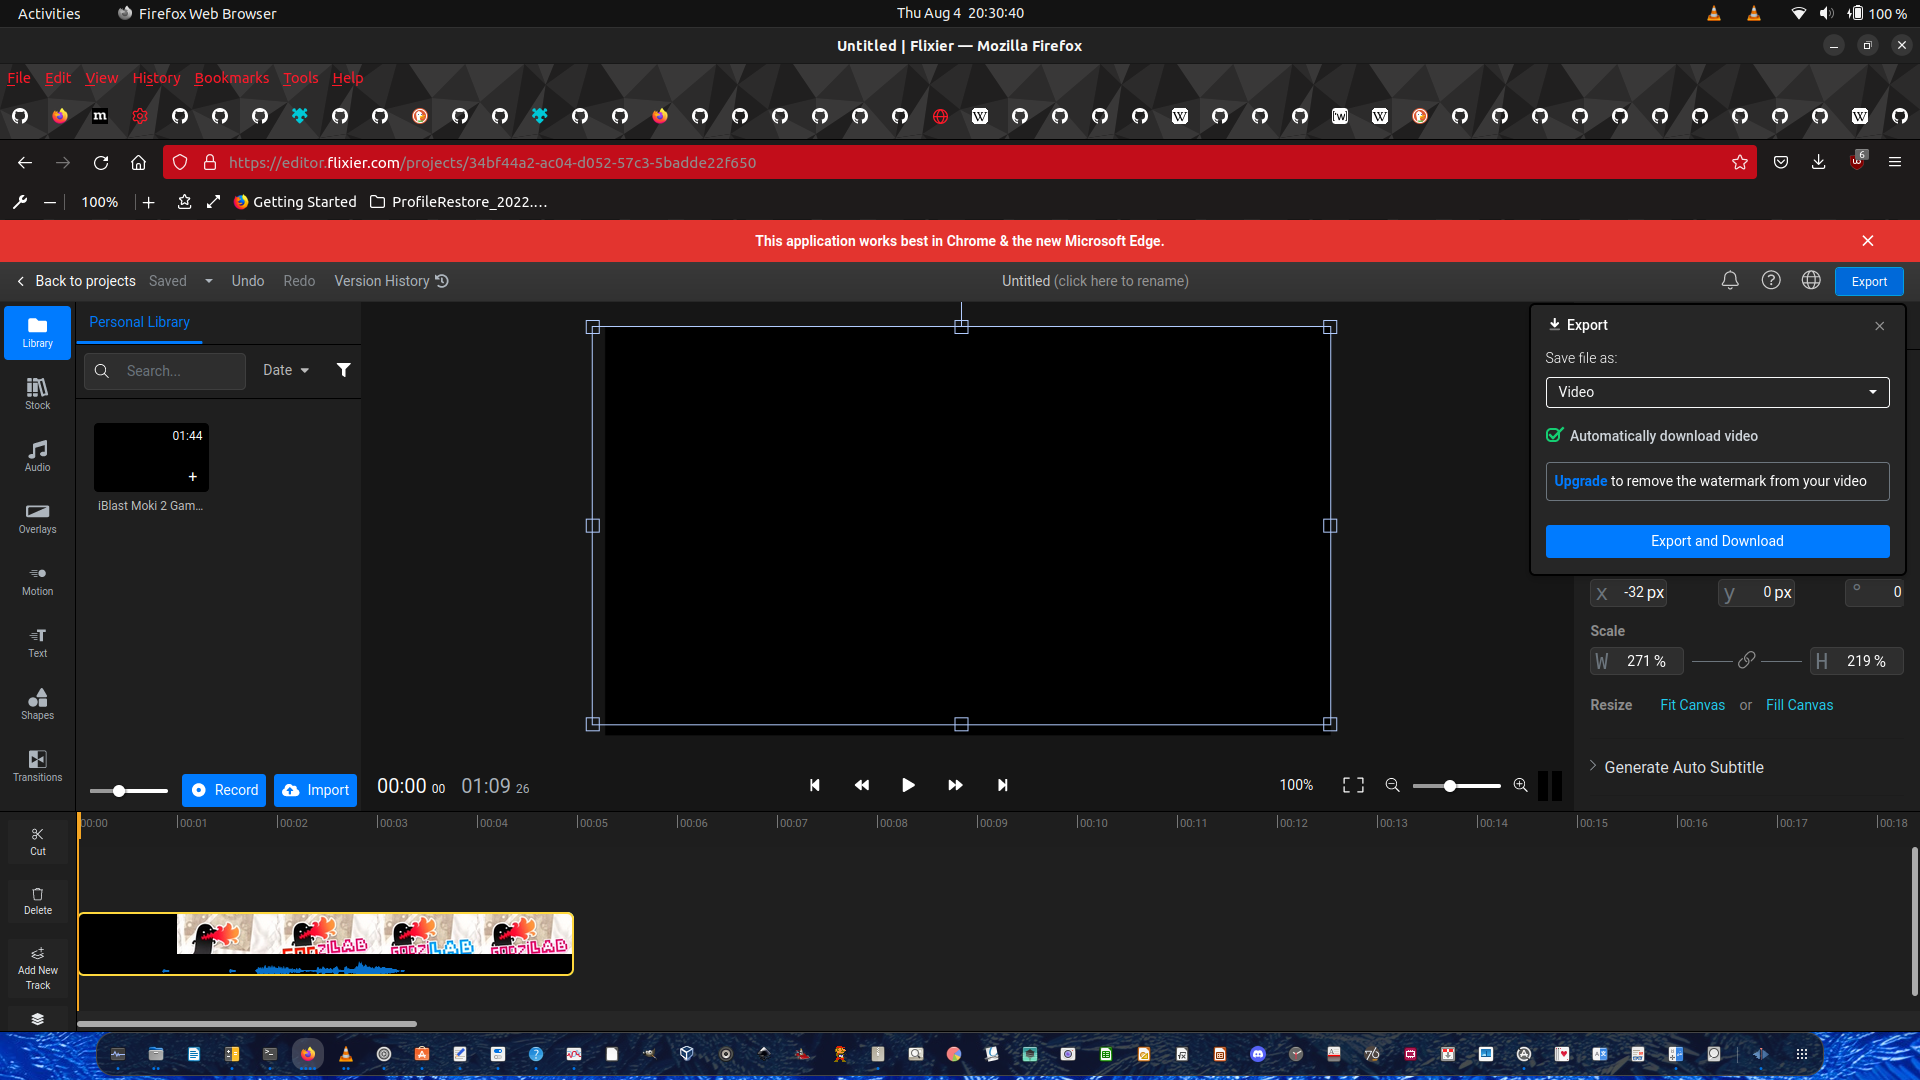 Activities Firefox Web Browser Thu Aug 4 20:30:40 100 %
Untitled | Flixier — Mozilla Firefox
File Edit View History Bookmarks Tools Help
https://editor.flixier.com/projects/34bf44a2-ac04-d052-57c3-5badde22f650 6
100% Getting Started ProfileRestore_2022....
This application works best in Chrome & the new Microsoft Edge.
Back to projects Saved Undo Redo Version History Untitled (click here to rename) Export
Library
Stock
Audio
Overlays
Motion
Text
Shapes
Transitions
Personal Library
Search... Date
01:44
iBlast Moki 2 Gam...
Record Import
Export
Save file as:
Video
Automatically download video
Upgrade to remove the watermark from your video
Export and Download
x -32 px y 0 px ° 0
Scale
W 271 % H 219 %
Resize Fit Canvas or Fill Canvas
Generate Auto Subtitle
00:00 00 01:09 26 100%
00:00 00:01 00:02 00:03 00:04 00:05 00:06 00:07 00:08 00:09 00:10 00:11 00:12 00:13 00:14 00:15 00:16 00:17 00:18
Cut
Delete
Add New
Track
GODZILAB GODZILAB GODZILAB